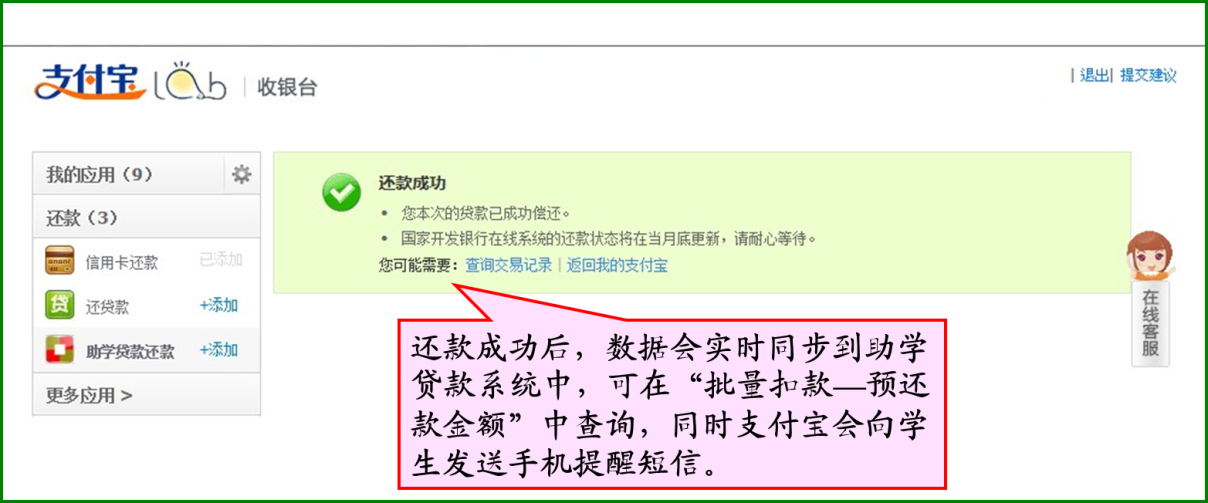 支付宝 Lab | 收银台
| 退出 | 提交建议
我的应用（9）
还款（3）
信用卡还款 已添加
贷 还贷款 +添加
助学贷款还款 +添加
更多应用 >
还款成功
• 您本次的贷款已成功偿还。
• 国家开发银行在线系统的还款状态将在当月底更新，请耐心等待。
您可能需要：查询交易记录 | 返回我的支付宝
还款成功后，数据会实时同步到助学
贷款系统中，可在“批量扣款—预还
款金额”中查询，同时支付宝会向学
生发送手机提醒短信。
在线客服